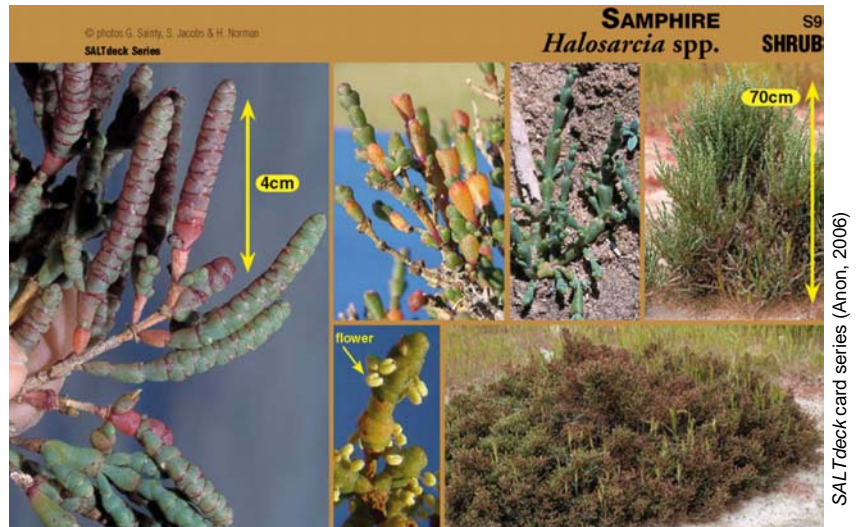 © photos G. Sainty, S. Jacobs & H. Norman
SALTdeck Series
SAMPHIRE
Halosarcia spp.
S9
SHRUB
4cm
70cm
flower
SALTdeck card series (Anon, 2006)